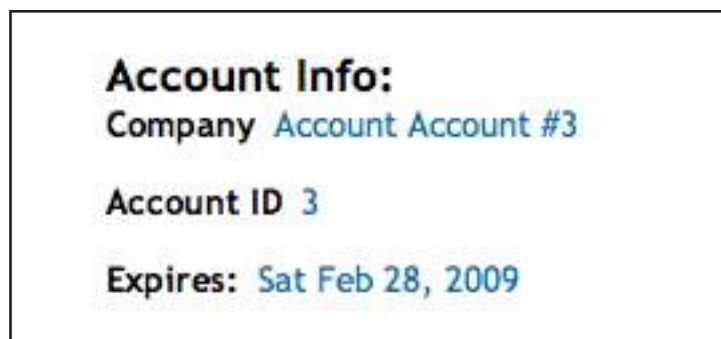 Account Info:
Company Account Account #3
Account ID 3
Expires: Sat Feb 28, 2009